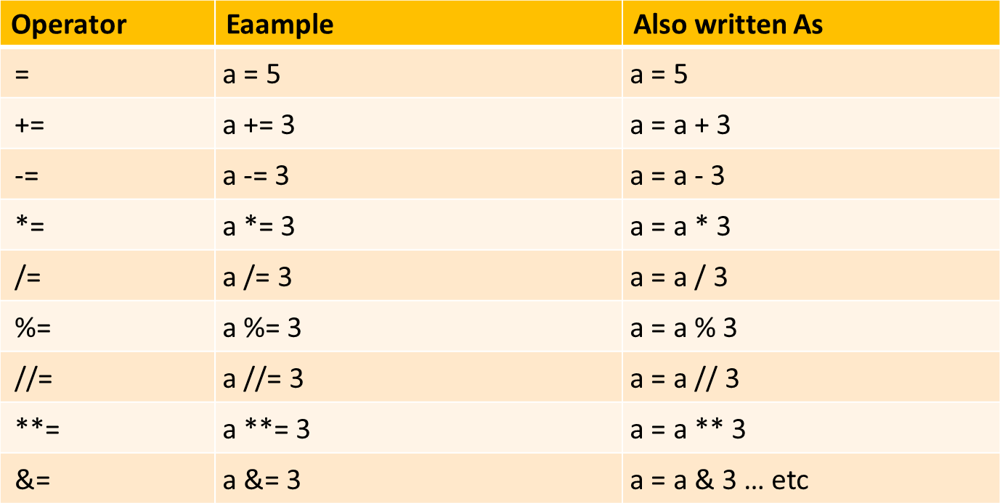 Operator Eaample Also written As
= a = 5 a = 5
+= a += 3 a = a + 3
-= a -= 3 a = a - 3
*= a *= 3 a = a * 3
/= a /= 3 a = a / 3
%= a %= 3 a = a % 3
//= a //= 3 a = a // 3
**= a **= 3 a = a ** 3
&= a &= 3 a = a & 3 ... etc